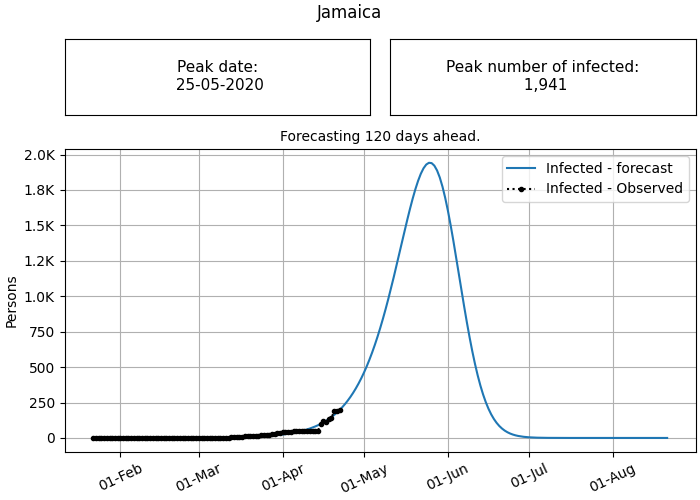 Jamaica
Peak date:
25-05-2020
Peak number of infected:
1,941
Forecasting 120 days ahead.
2.0K
1.8K
1.5K
1.2K
1.0K
750
500
250
0
Persons
Infected - forecast
Infected - Observed
01-Feb
01-Mar
01-Apr
01-May
01-Jun
01-Jul
01-Aug